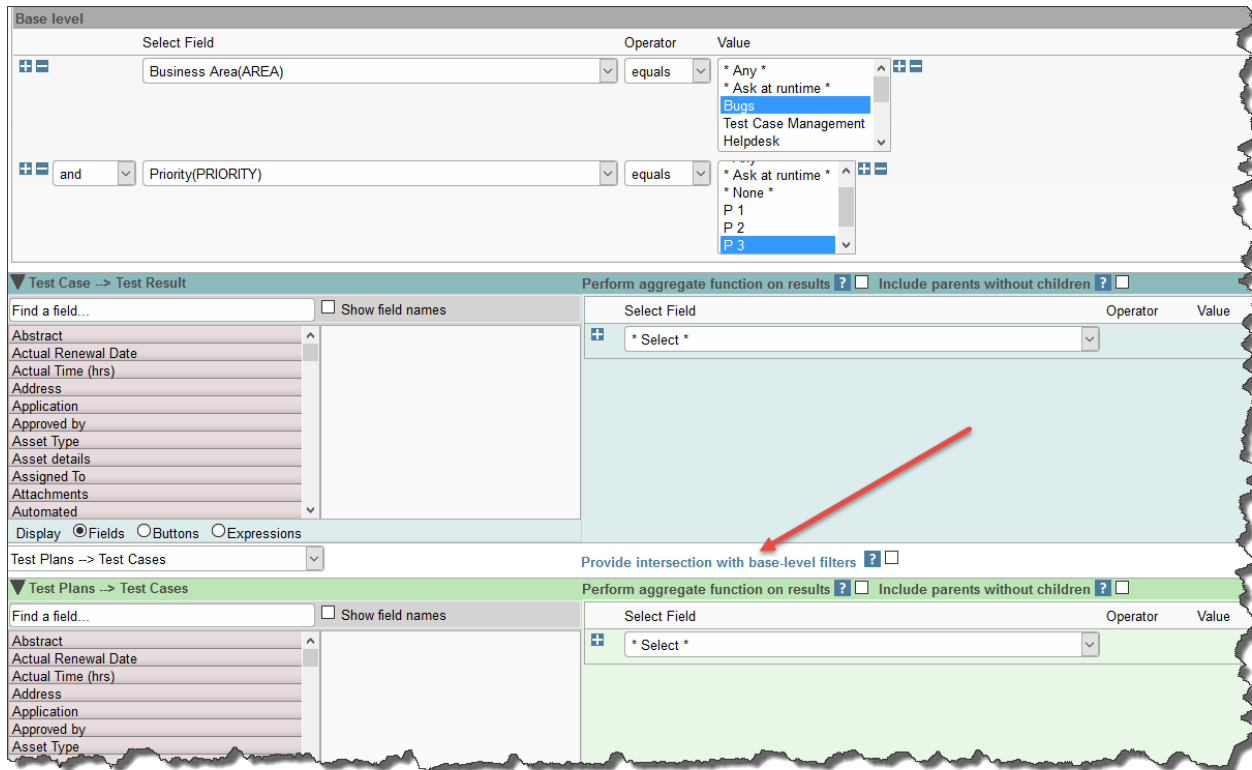 Base level
Select Field Operator Value
Business Area(AREA) equals * Any *
* Ask at runtime *
Bugs
Test Case Management
Helpdesk
and Priority(PRIORITY) equals
* Ask at runtime *
* None *
P 1
P 2
P 3
Test Case --> Test Result Perform aggregate function on results ? Include parents without children ?
Find a field... Show field names Select Field Operator Value
* Select *
Abstract
Actual Renewal Date
Actual Time (hrs)
Address
Application
Approved by
Asset Type
Asset details
Assigned To
Attachments
Automated
Display Fields Buttons Expressions
Test Plans --> Test Cases Provide intersection with base-level filters ?
Test Plans --> Test Cases Perform aggregate function on results ? Include parents without children ?
Find a field... Show field names Select Field Operator Value
* Select *
Abstract
Actual Renewal Date
Actual Time (hrs)
Address
Application
Approved by
Asset Type